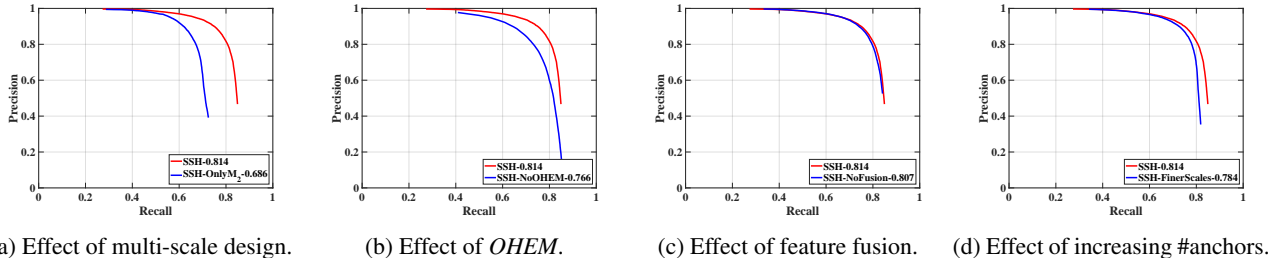 1
0.8
0.6
0.4
0.2
0
Precision
0 0.2 0.4 0.6 0.8 1
Recall
SSH-0.814
SSH-OnlyM2-0.686
a) Effect of multi-scale design.
1
0.8
0.6
0.4
0.2
0
Precision
0 0.2 0.4 0.6 0.8 1
Recall
SSH-0.814
SSH-NoOHEM-0.766
(b) Effect of OHEM.
1
0.8
0.6
0.4
0.2
0
Precision
0 0.2 0.4 0.6 0.8 1
Recall
SSH-0.814
SSH-NoFusion-0.807
(c) Effect of feature fusion.
1
0.8
0.6
0.4
0.2
0
Precision
0 0.2 0.4 0.6 0.8 1
Recall
SSH-0.814
SSH-FinerScales-0.784
(d) Effect of increasing #anchors.